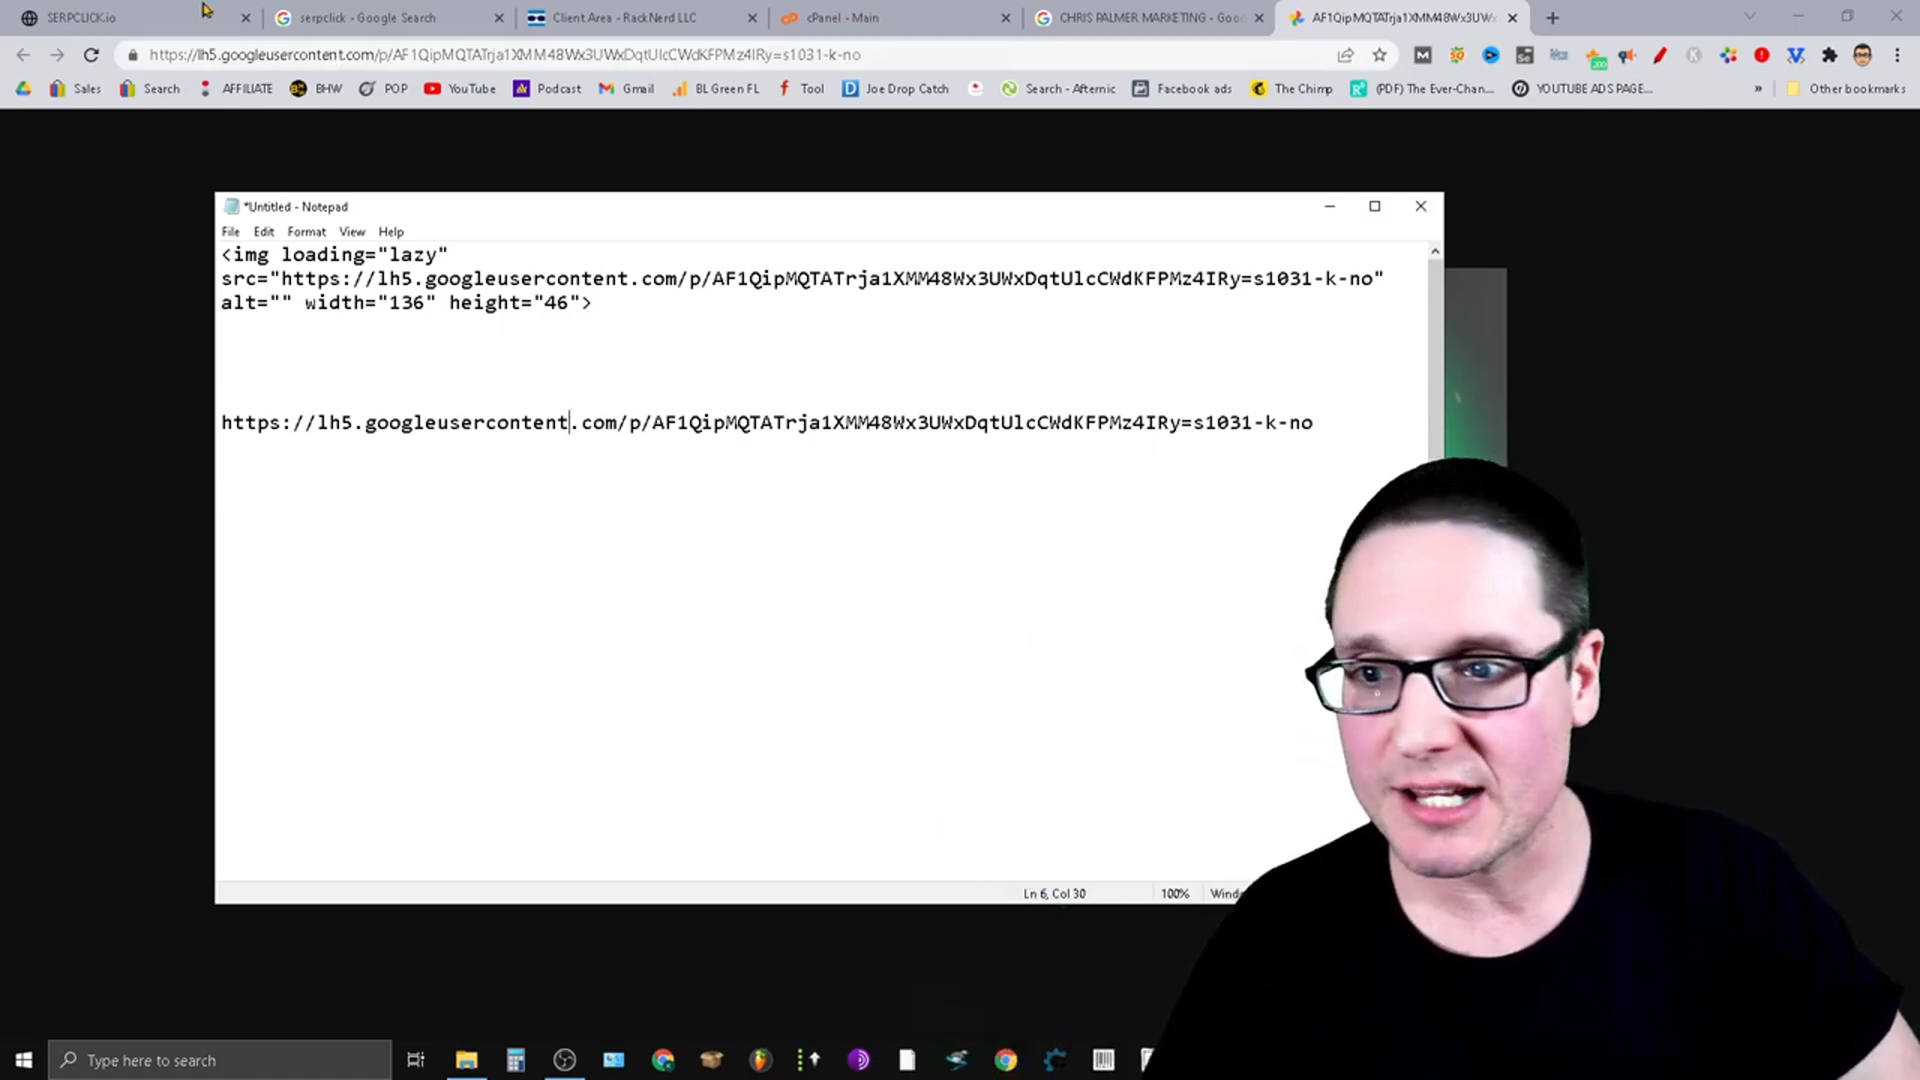 SERPCLICK.io
serpclick - Google Search
Client Area - RackNerd LLC
cPanel - Main
CHRIS PALMER MARKETING - Goo
AF1QipMQTATrja1XMM48Wx3UWx
https://lh5.googleusercontent.com/p/AF1QipMQTATrja1XMM48Wx3UWxDqtUlcCWdKFPMz4IRy=s1031-k-no
Sales
Search
AFFILIATE
BHW
POP
YouTube
Podcast
Gmail
BL Green FL
Tool
Joe Drop Catch
Search - Afternic
Facebook ads
The Chimp
(PDF) The Ever-Chan...
YOUTUBE ADS PAGE...
»
Other bookmarks
*Untitled - Notepad
File Edit Format View Help
<img loading="lazy"
src="https://lh5.googleusercontent.com/p/AF1QipMQTATrja1XMM48Wx3UWxDqtUlcCWdKFPMz4IRy=s1031-k-no"
alt="" width="136" height="46">
https://lh5.googleusercontent.com/p/AF1QipMQTATrja1XMM48Wx3UWxDqtUlcCWdKFPMz4IRy=s1031-k-no
Ln 6, Col 30
100%
Windo
Type here to search